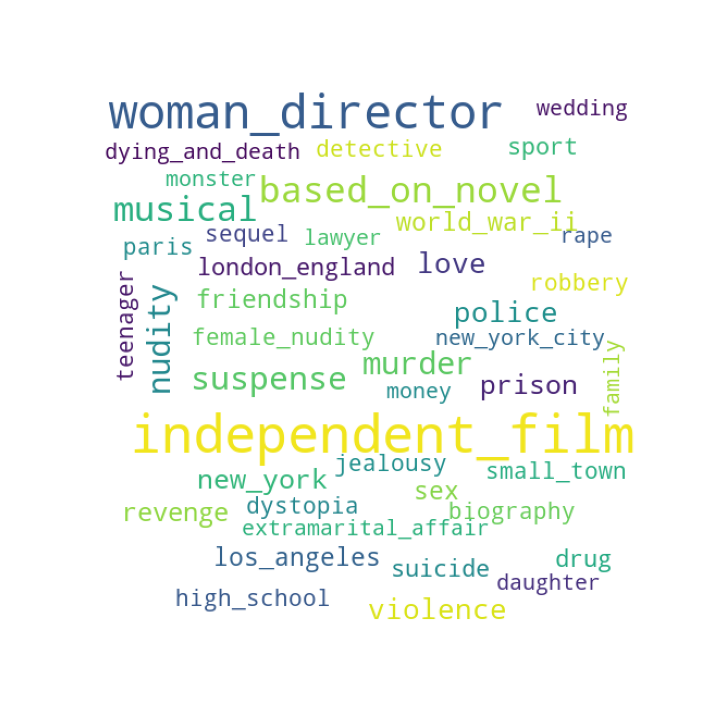 woman_director
wedding
dying_and_death
detective
sport
monster
based_on_novel
musical
world_war_ii
sequel
lawyer
rape
paris
london_england
love
teenager
nudity
friendship
robbery
police
female_nudity
new_york_city
family
murder
suspense
money
prison
independent_film
jealousy
small_town
new_york
sex
dystopia
biography
revenge
extramarital_affair
los_angeles
suicide
drug
daughter
high_school
violence